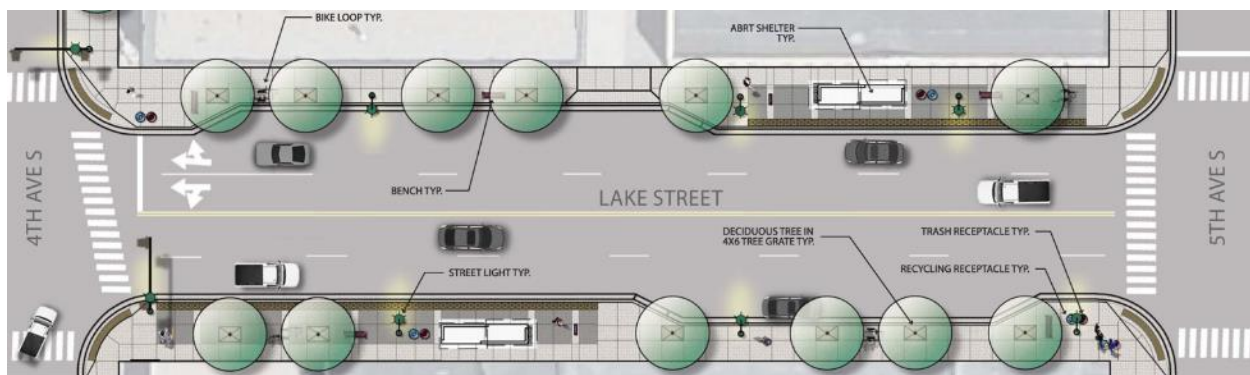 BIKE LOOP TYP.
ABRT SHELTER
TYP.
4TH AVE S
BENCH TYP.
LAKE STREET
5TH AVE S
DECIDUOUS TREE IN
4X6 TREE GRATE TYP.
TRASH RECEPTACLE TYP.
STREET LIGHT TYP.
RECYCLING RECEPTACLE TYP.